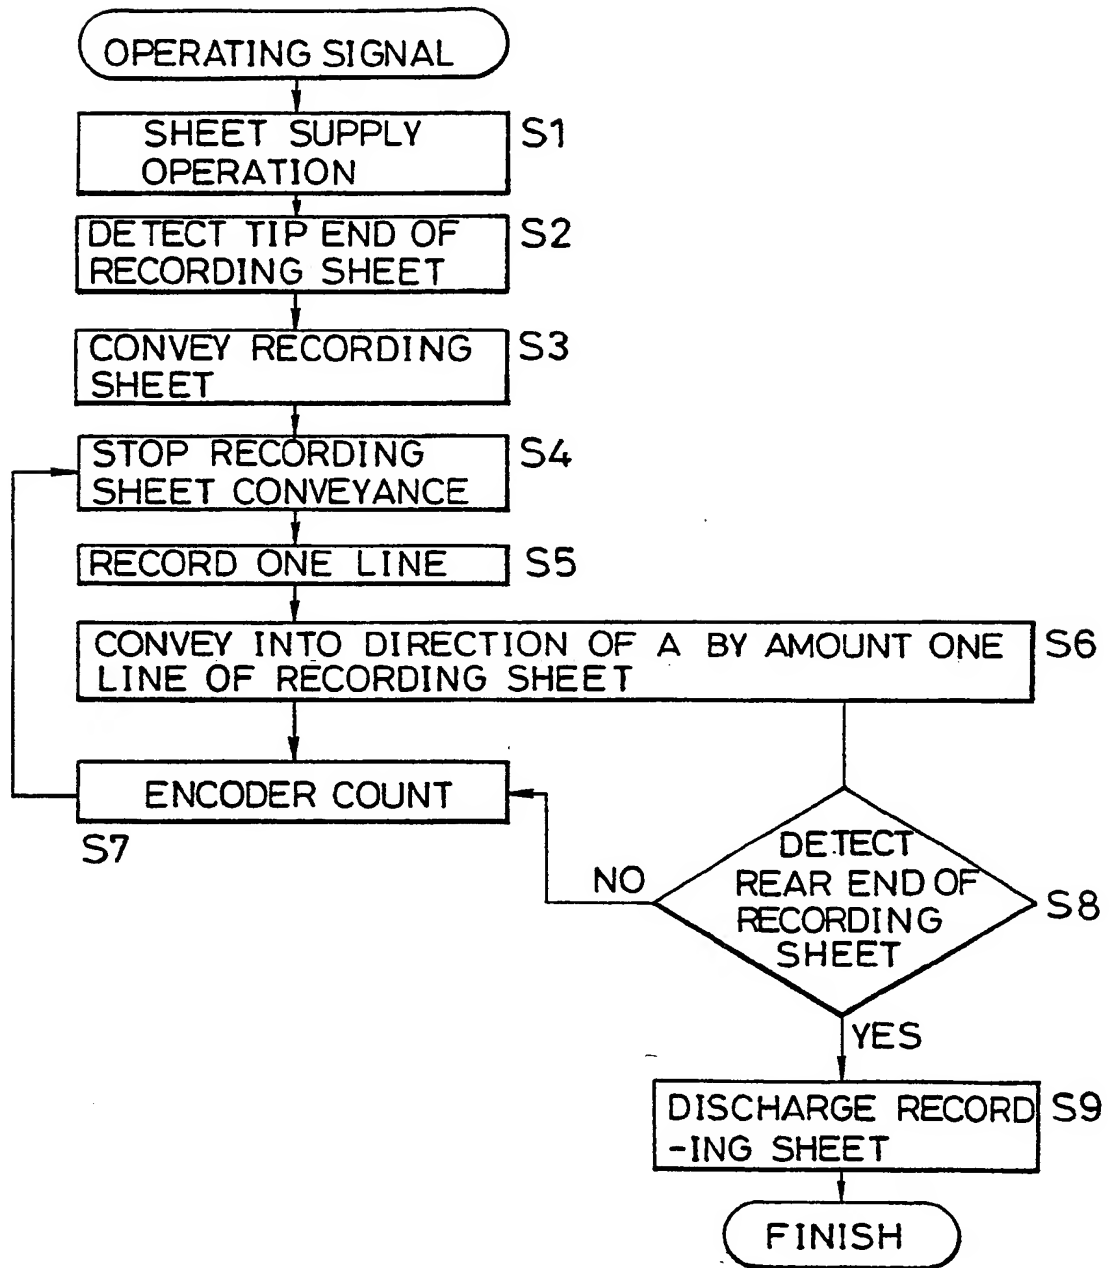 OPERATING SIGNAL
SHEET SUPPLY
OPERATION
S1
DETECT TIP END OF
RECORDING SHEET
S2
CONVEY RECORDING
SHEET
S3
STOP RECORDING
SHEET CONVEYANCE
S4
RECORD ONE LINE
S5
CONVEY INTO DIRECTION OF A BY AMOUNT ONE
LINE OF RECORDING SHEET
S6
ENCODER COUNT
S7
DETECT
REAR END OF
RECORDING
SHEET
S8
NO
YES
DISCHARGE RECORD
-ING SHEET
S9
FINISH